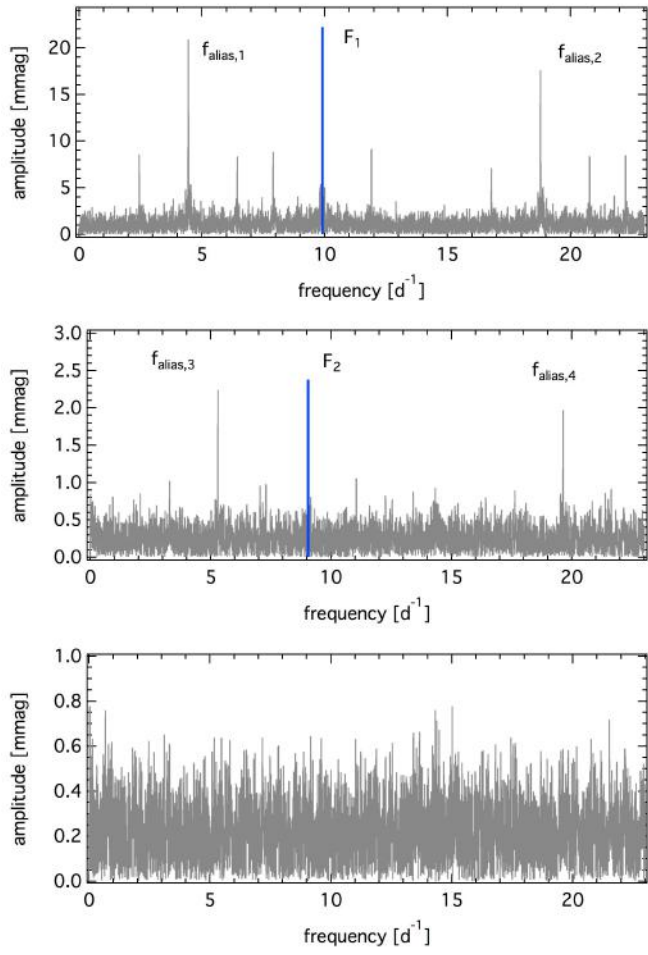 amplitude [mmag]
20
15
10
5
0
f_alias,1
F_1
f_alias,2
0 5 10 15 20
frequency [d^-1]
amplitude [mmag]
3.0
2.5
2.0
1.5
1.0
0.5
0.0
f_alias,3
F_2
f_alias,4
0 5 10 15 20
frequency [d^-1]
amplitude [mmag]
1.0
0.8
0.6
0.4
0.2
0.0
0 5 10 15 20
frequency [d^-1]